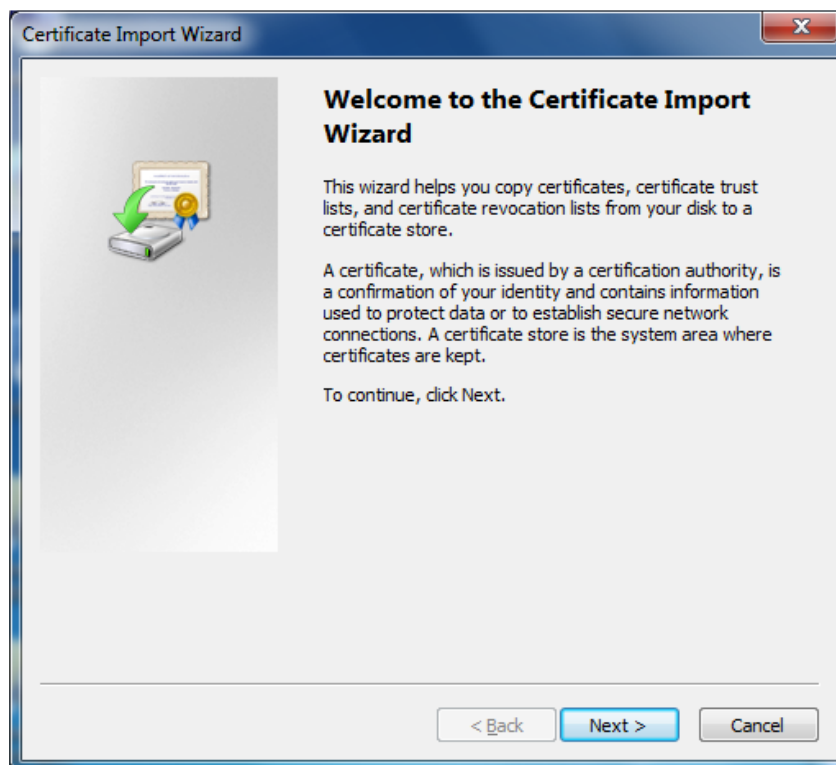 Certificate Import Wizard
X
Welcome to the Certificate Import
Wizard
This wizard helps you copy certificates, certificate trust
lists, and certificate revocation lists from your disk to a
certificate store.
A certificate, which is issued by a certification authority, is
a confirmation of your identity and contains information
used to protect data or to establish secure network
connections. A certificate store is the system area where
certificates are kept.
To continue, click Next.
< Back Next > Cancel